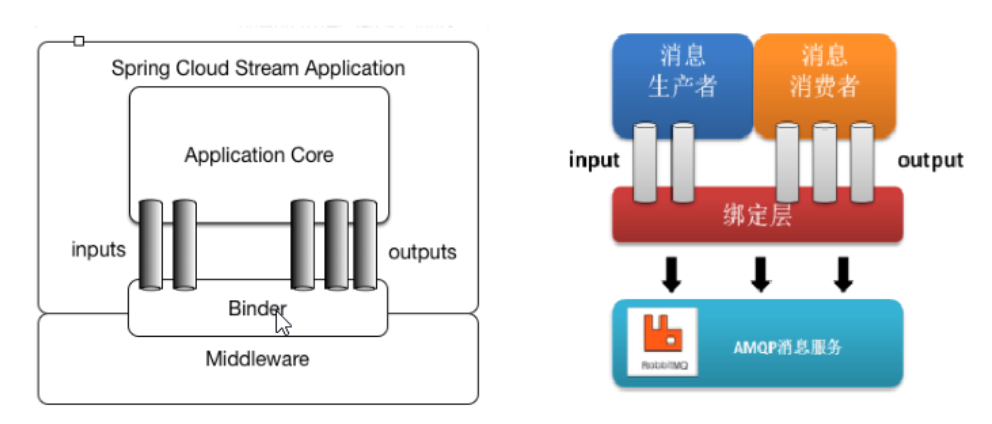 Spring Cloud Stream Application
Application Core
inputs
outputs
Binder
Middleware
消息
生产者
消息
消费者
input
output
绑定层
RabbitMQ
AMQP消息服务